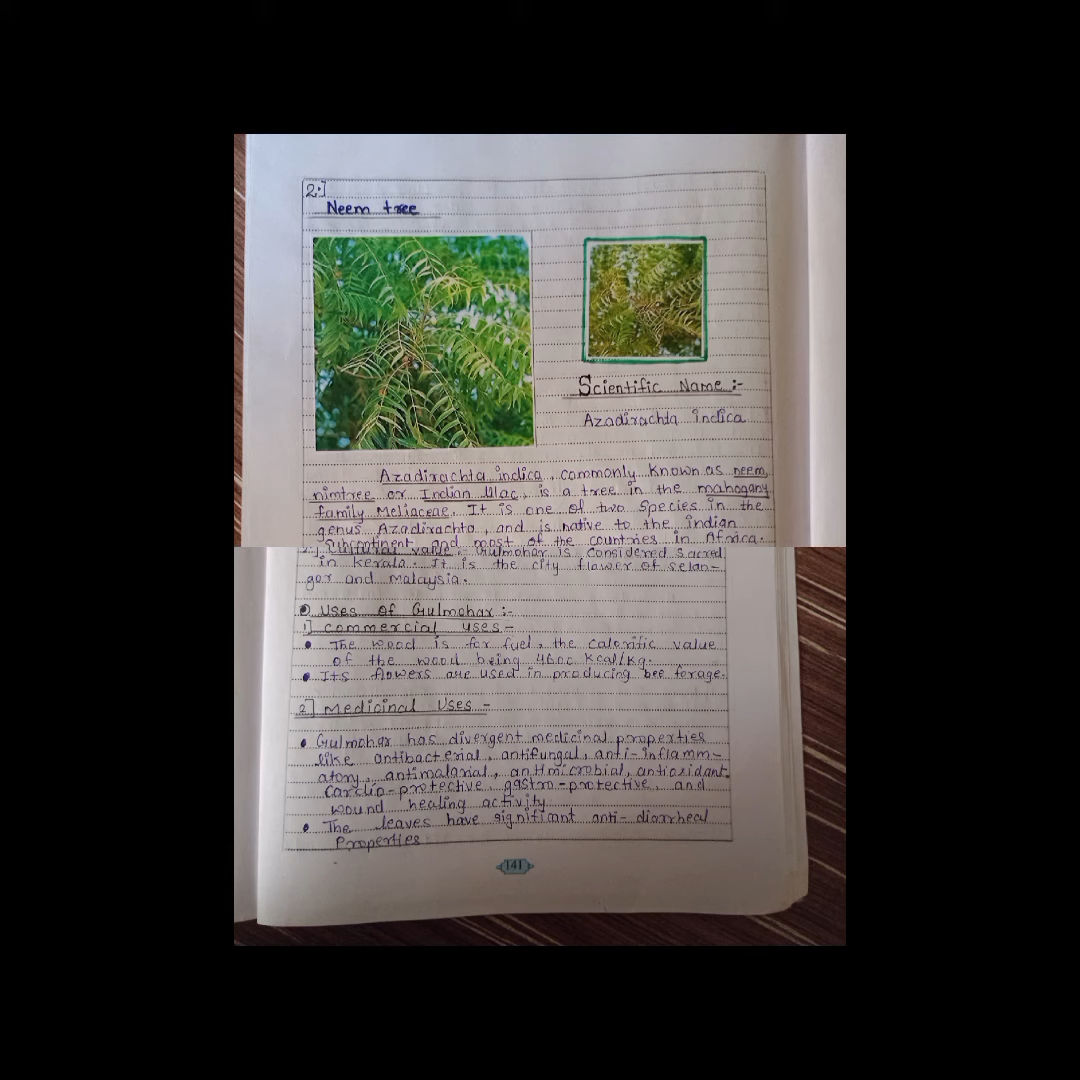 2.]
Neem tree
Scientific Name :-
Azadirachta indica
Azadirachta indica, commonly known as neem,
nimtree or Indian lilac, is a tree in the mahogany
family Meliaceae. It is one of two species in the
genus Azadirachta, and is native to the indian
and most of the countries in Africa.
Cultural value :- Gulmohar is considered sacred
in Kerala. It is the city flower of selan-
gor and malaysia.
Uses of Gulmohar :-
1] Commercial uses -
• The wood is for fuel, the calorific value
of the wood being 4600 kcal/kg.
• Its flowers are used in producing bee forage.
2] Medicinal Uses -
• Gulmohar has divergent medicinal properties
like antibacterial, antifungal, anti-inflamm-
atory, antimalarial, antimicrobial, antioxidant,
cardio-protective, gastro-protective, and
wound healing activity
• The leaves have significant anti-diarrheal
Properties
141